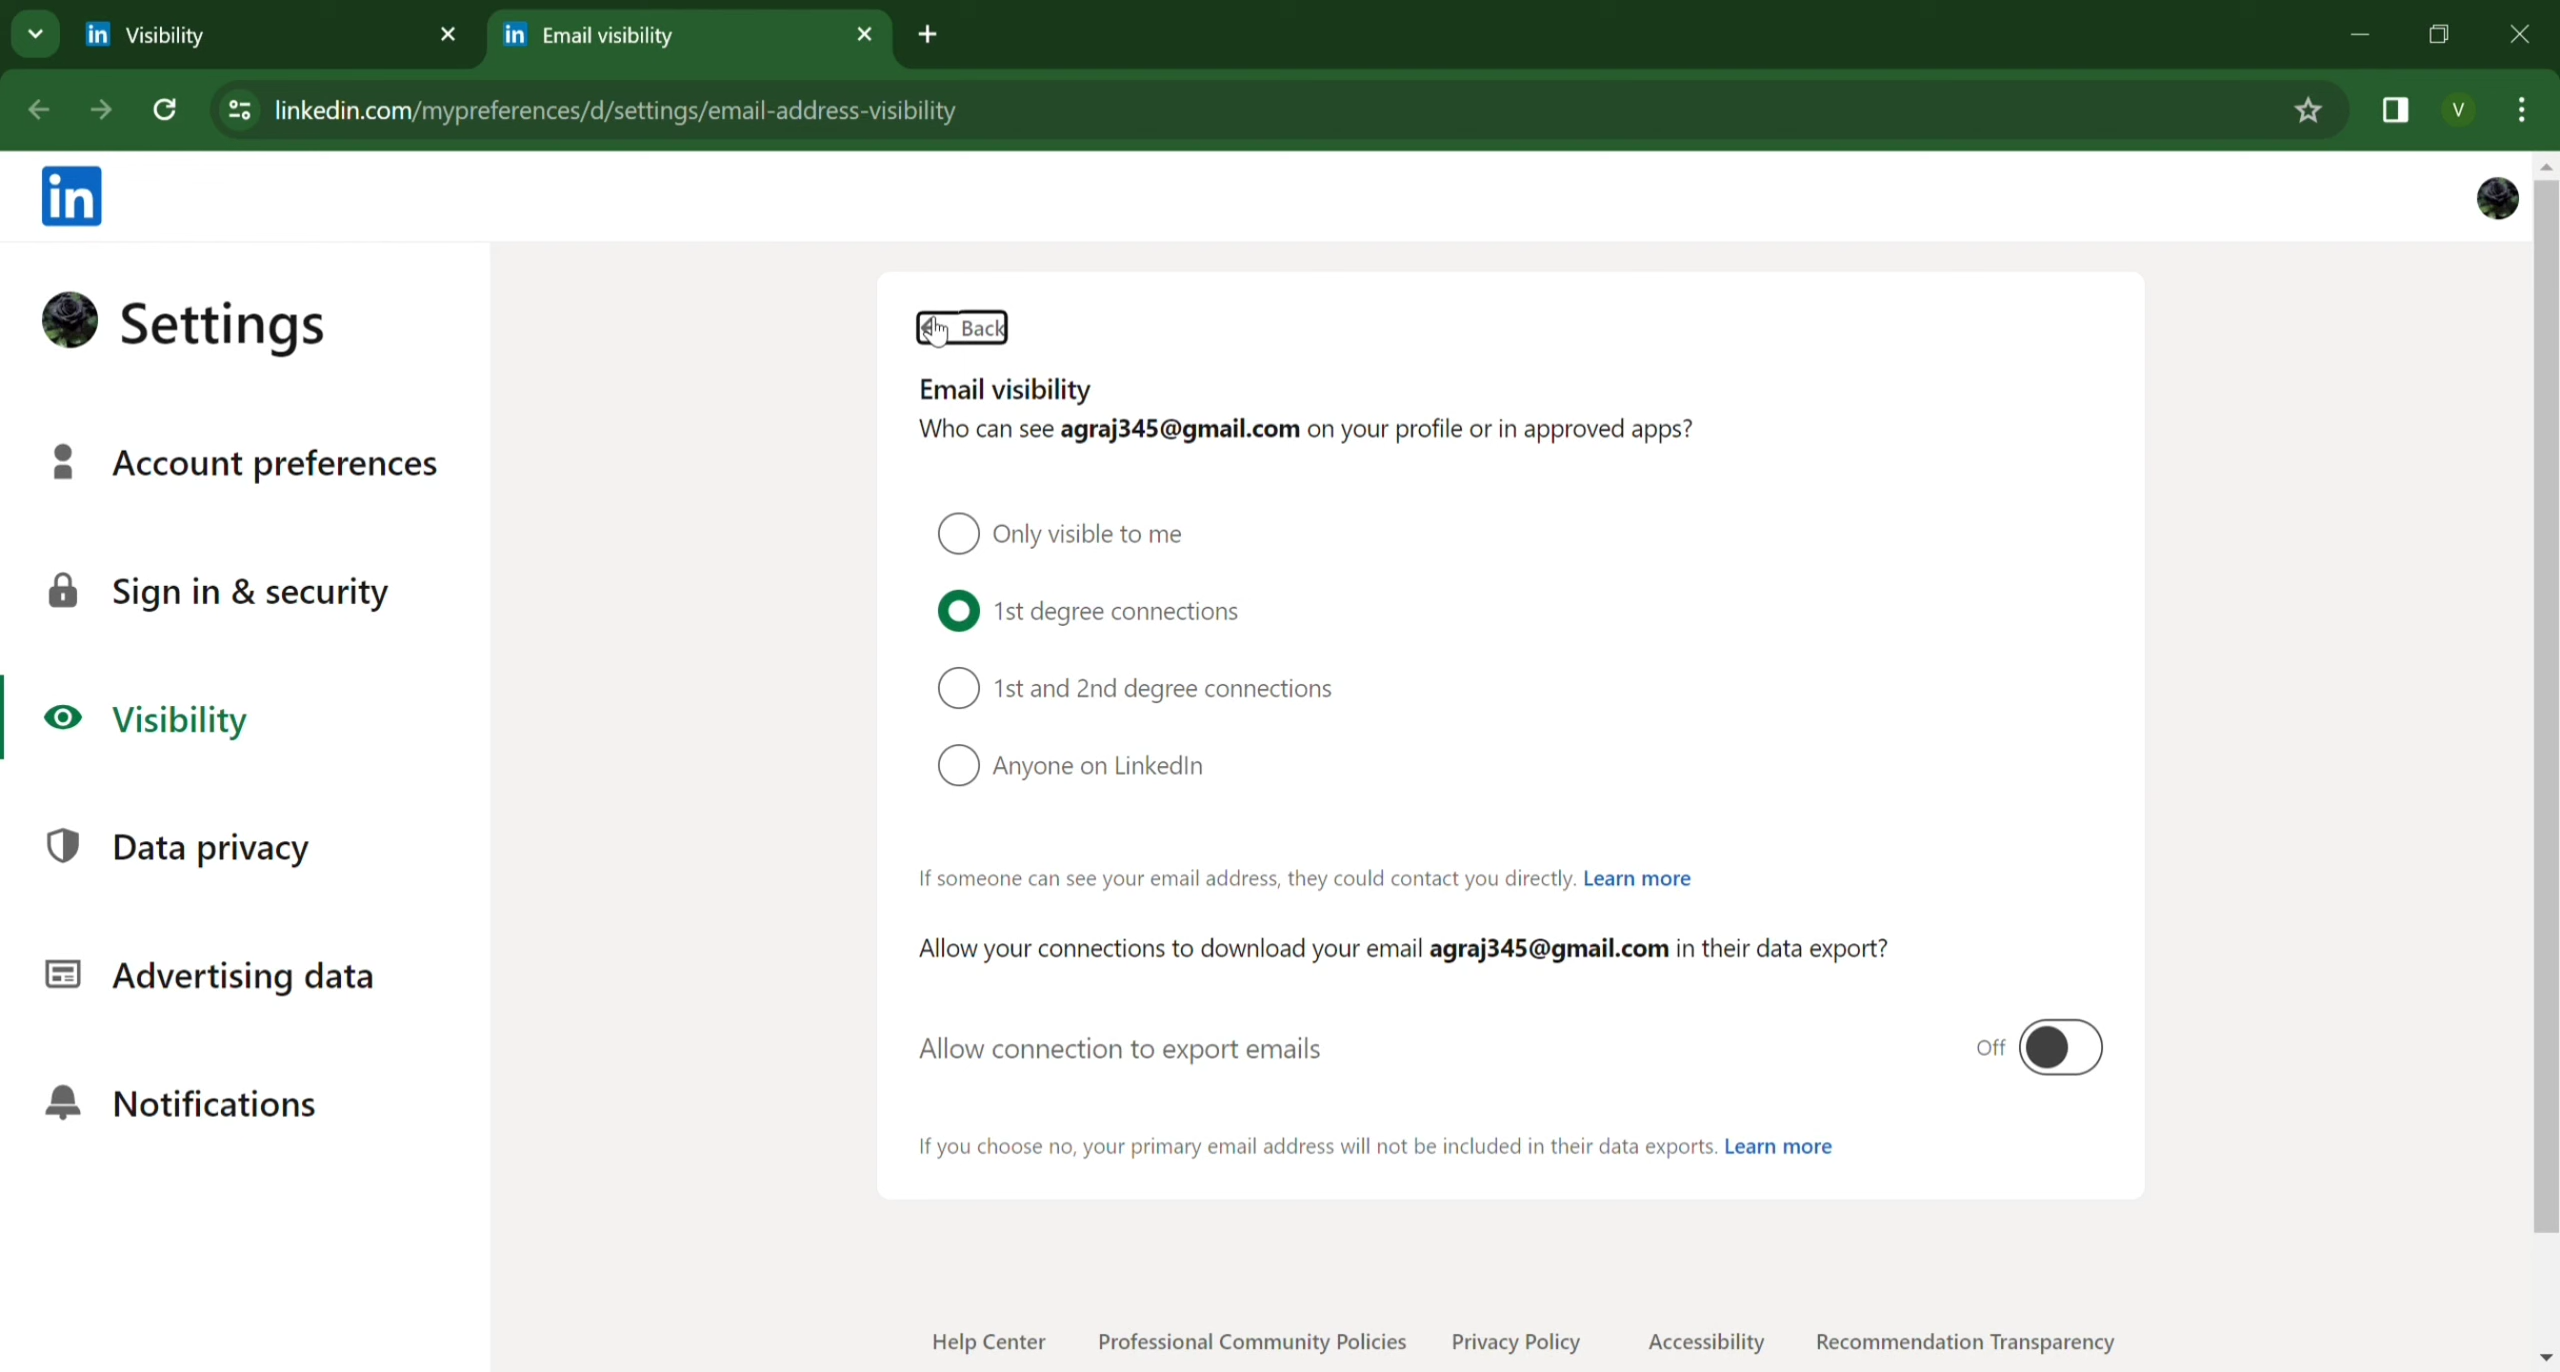 Visibility
Email visibility
linkedin.com/mypreferences/d/settings/email-address-visibility
V
in
Settings
Account preferences
Sign in & security
Visibility
Data privacy
Advertising data
Notifications
Back
Email visibility
Who can see agraj345@gmail.com on your profile or in approved apps?
Only visible to me
1st degree connections
1st and 2nd degree connections
Anyone on LinkedIn
If someone can see your email address, they could contact you directly. Learn more
Allow your connections to download your email agraj345@gmail.com in their data export?
Allow connection to export emails
Off
If you choose no, your primary email address will not be included in their data exports. Learn more
Help Center Professional Community Policies Privacy Policy Accessibility Recommendation Transparency